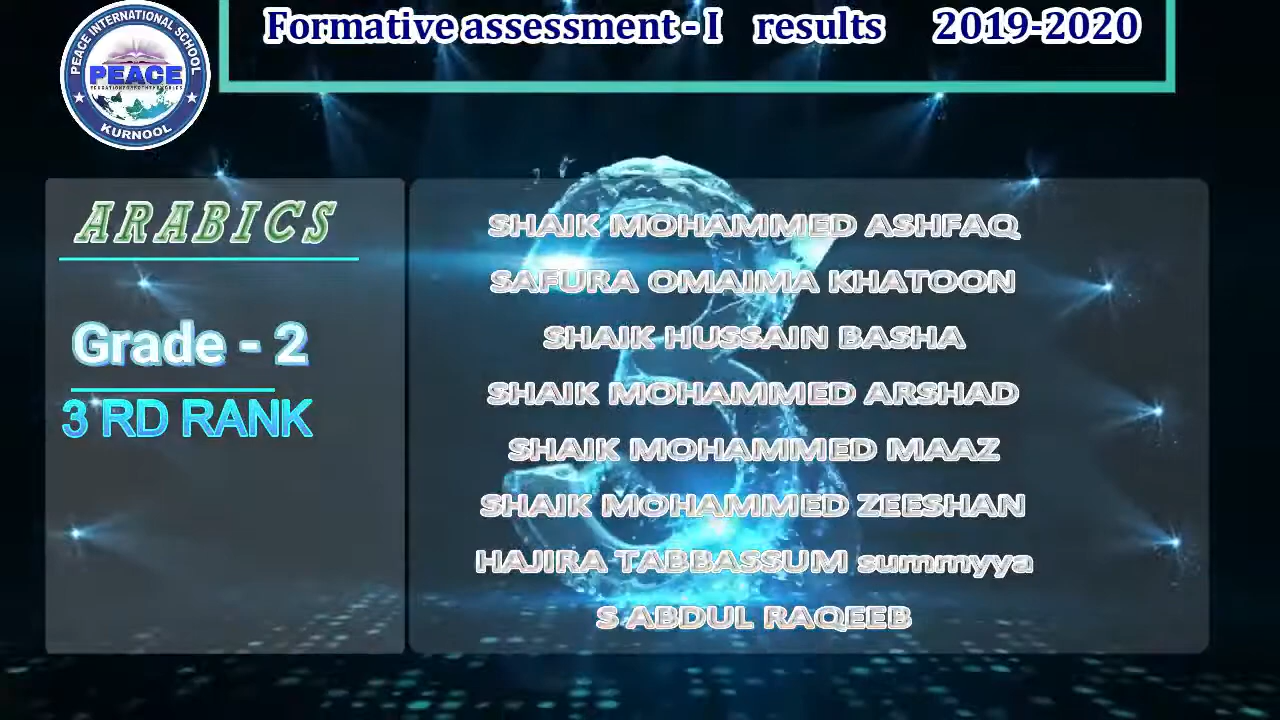 Formative assessment - I results 2019-2020
PEACE INTERNATIONAL SCHOOL
PEACE
KURNOOL
ARABICS
Grade - 2
3 RD RANK
SHAIK MOHAMMED ASHFAQ
SAFURA OMAIMA KHATOON
SHAIK HUSSAIN BASHA
SHAIK MOHAMMED ARSHAD
SHAIK MOHAMMED MAAZ
SHAIK MOHAMMED ZEESHAN
HAJIRA TABBASSUM summyya
S ABDUL RAQEEB